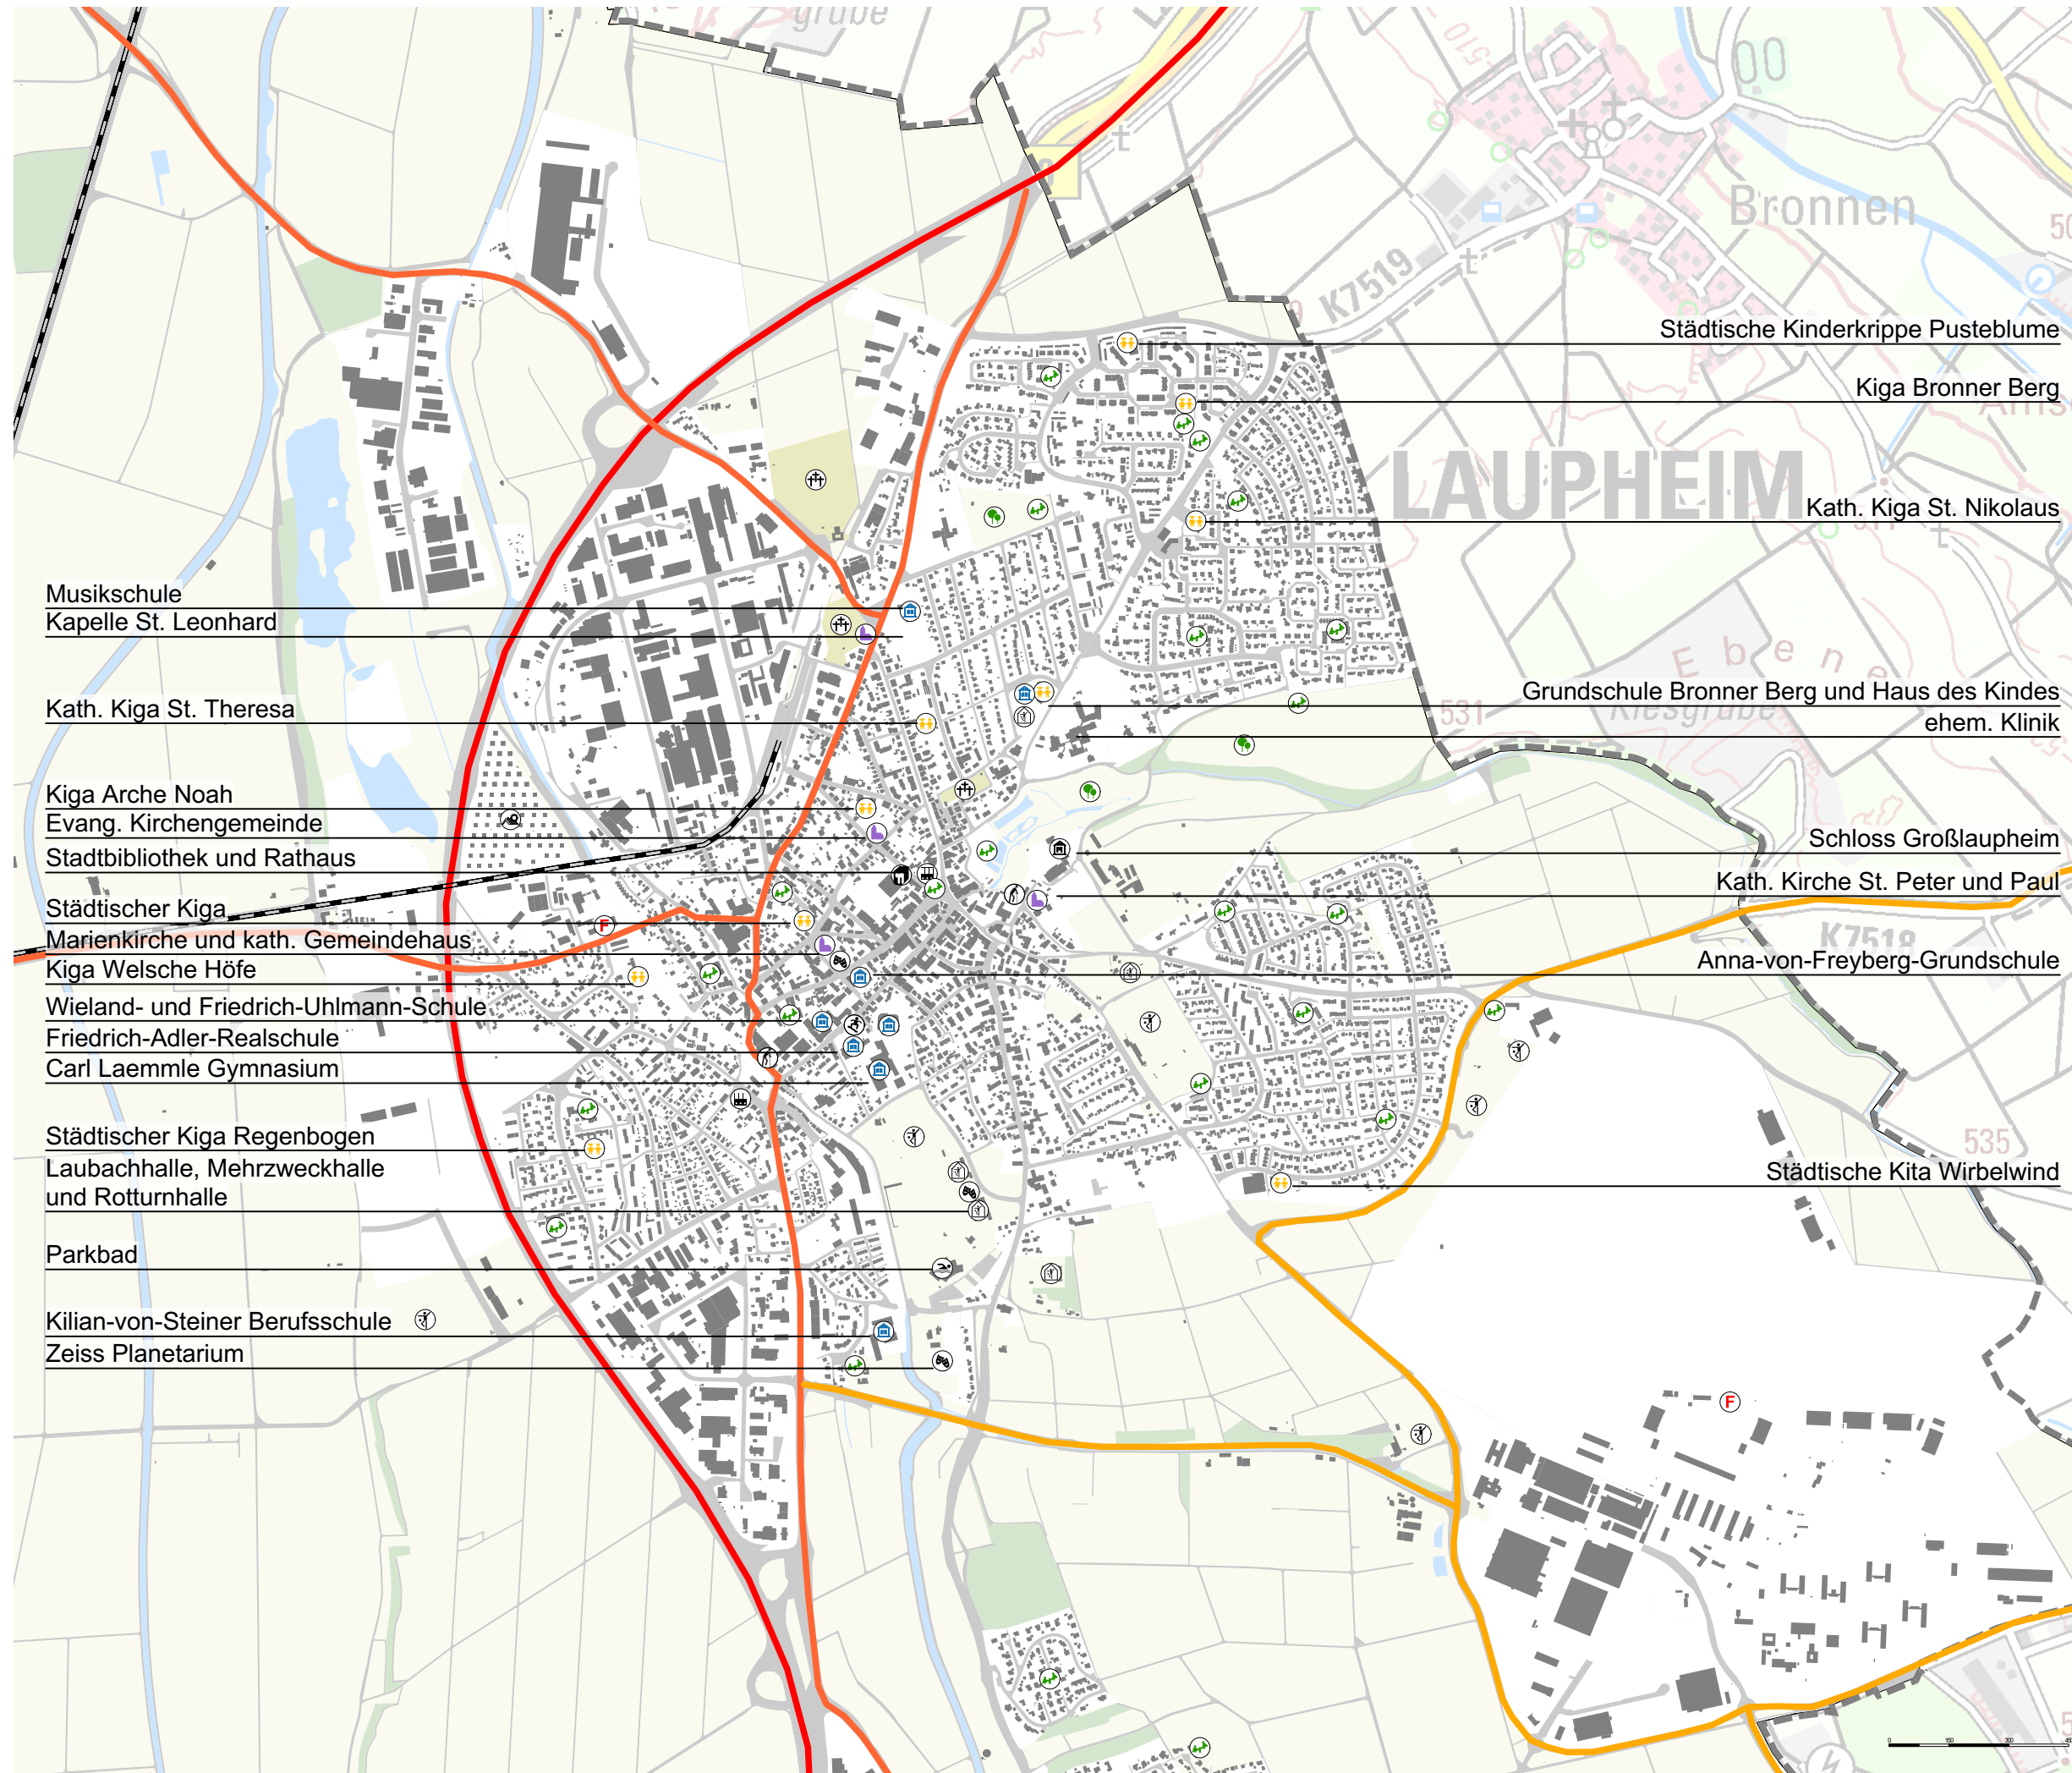 grube
510
00
Bronnen
K7519
Städtische Kinderkrippe Pusteblume
Kiga Bronner Berg
LAUPHEIM
Kath. Kiga St. Nikolaus
Musikschule
Kapelle St. Leonhard
Ebene
Grundschule Bronner Berg und Haus des Kindes
531
Kiesgrube
Kath. Kiga St. Theresa
ehem. Klinik
Kiga Arche Noah
Evang. Kirchengemeinde
Schloss Großlaupheim
Stadtbibliothek und Rathaus
Kath. Kirche St. Peter und Paul
Städtischer Kiga
F
K7518
Marienkirche und kath. Gemeindehaus
Anna-von-Freyberg-Grundschule
Kiga Welsche Höfe
Wieland- und Friedrich-Uhlmann-Schule
Friedrich-Adler-Realschule
Carl Laemmle Gymnasium
Städtischer Kiga Regenbogen
535
Laubachhalle, Mehrzweckhalle
und Rotturnhalle
Städtische Kita Wirbelwind
Parkbad
Kilian-von-Steiner Berufsschule
Zeiss Planetarium
F